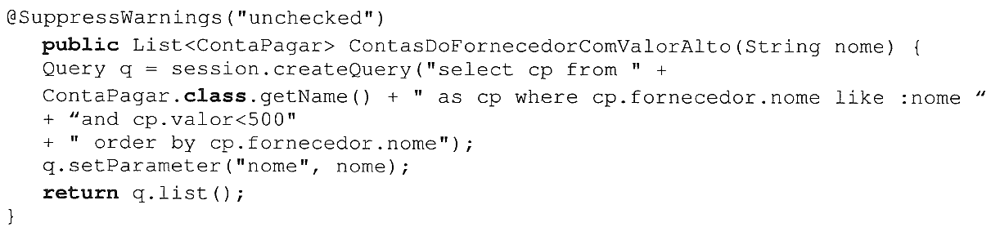 @SuppressWarnings("unchecked")
public List<ContaPagar> ContasDoFornecedorComValorAlto(String nome) {
Query q = session.createQuery("select cp from " +
ContaPagar.class.getName() + " as cp where cp.fornecedor.nome like :nome “
+ “and cp.valor<500"
+ " order by cp.fornecedor.nome");
q.setParameter("nome", nome);
return q.list();
}